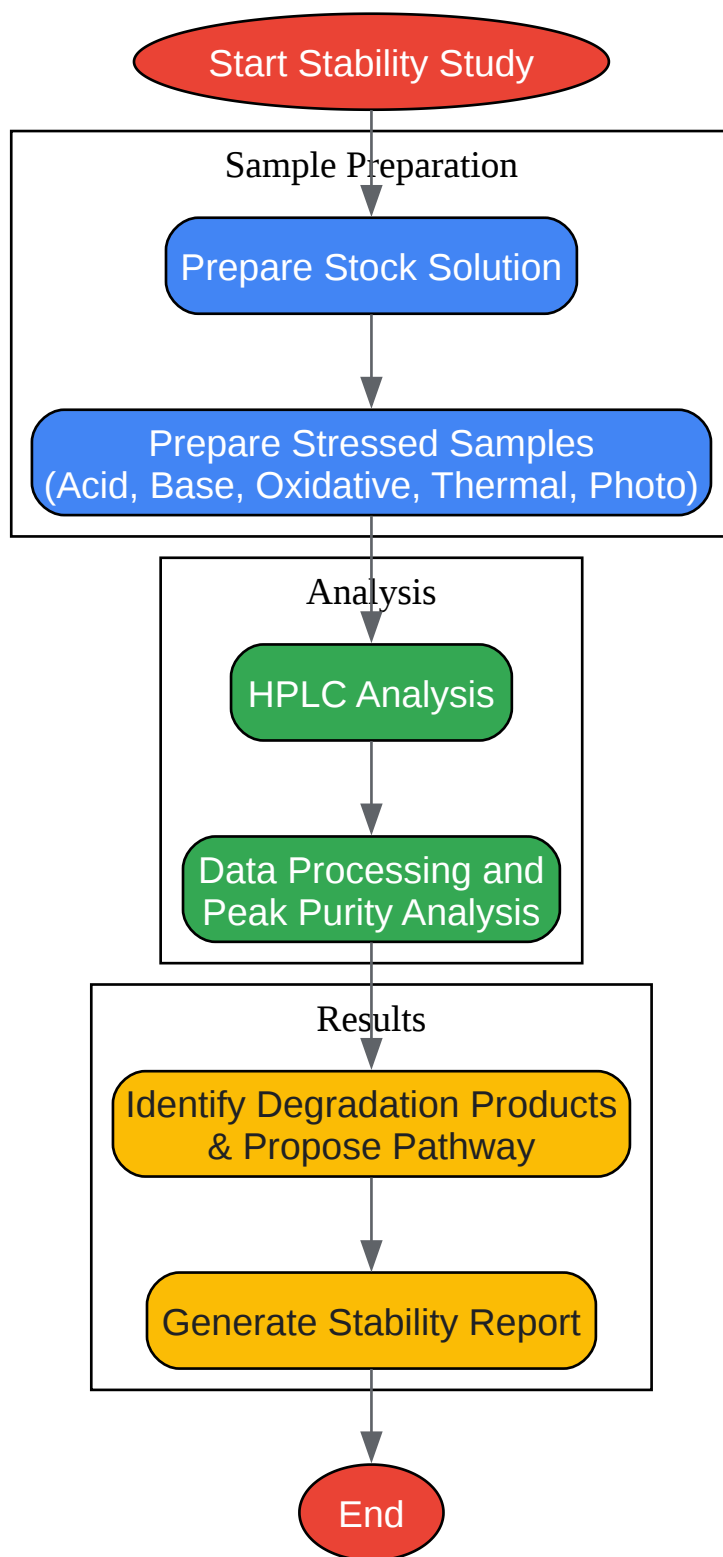 Start Stability Study
Sample Preparation
Prepare Stock Solution
Prepare Stressed Samples
(Acid, Base, Oxidative, Thermal, Photo)
Analysis
HPLC Analysis
Data Processing and
Peak Purity Analysis
Results
Identify Degradation Products
& Propose Pathway
Generate Stability Report
End